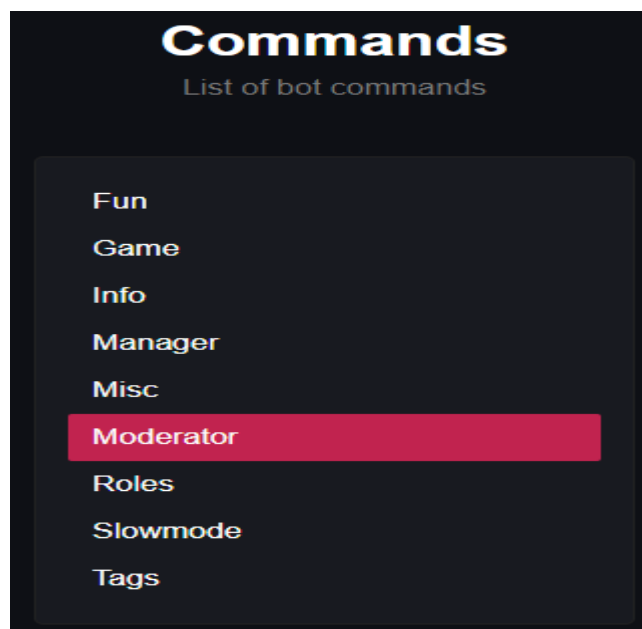 Commands
List of bot commands
Fun
Game
Info
Manager
Misc
Moderator
Roles
Slowmode
Tags